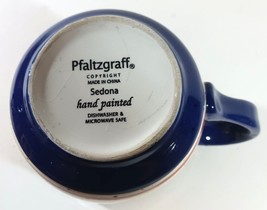 Pfaltzgraff®
COPYRIGHT
MADE IN CHINA
Sedona
hand painted
DISHWASHER &
MICROWAVE SAFE